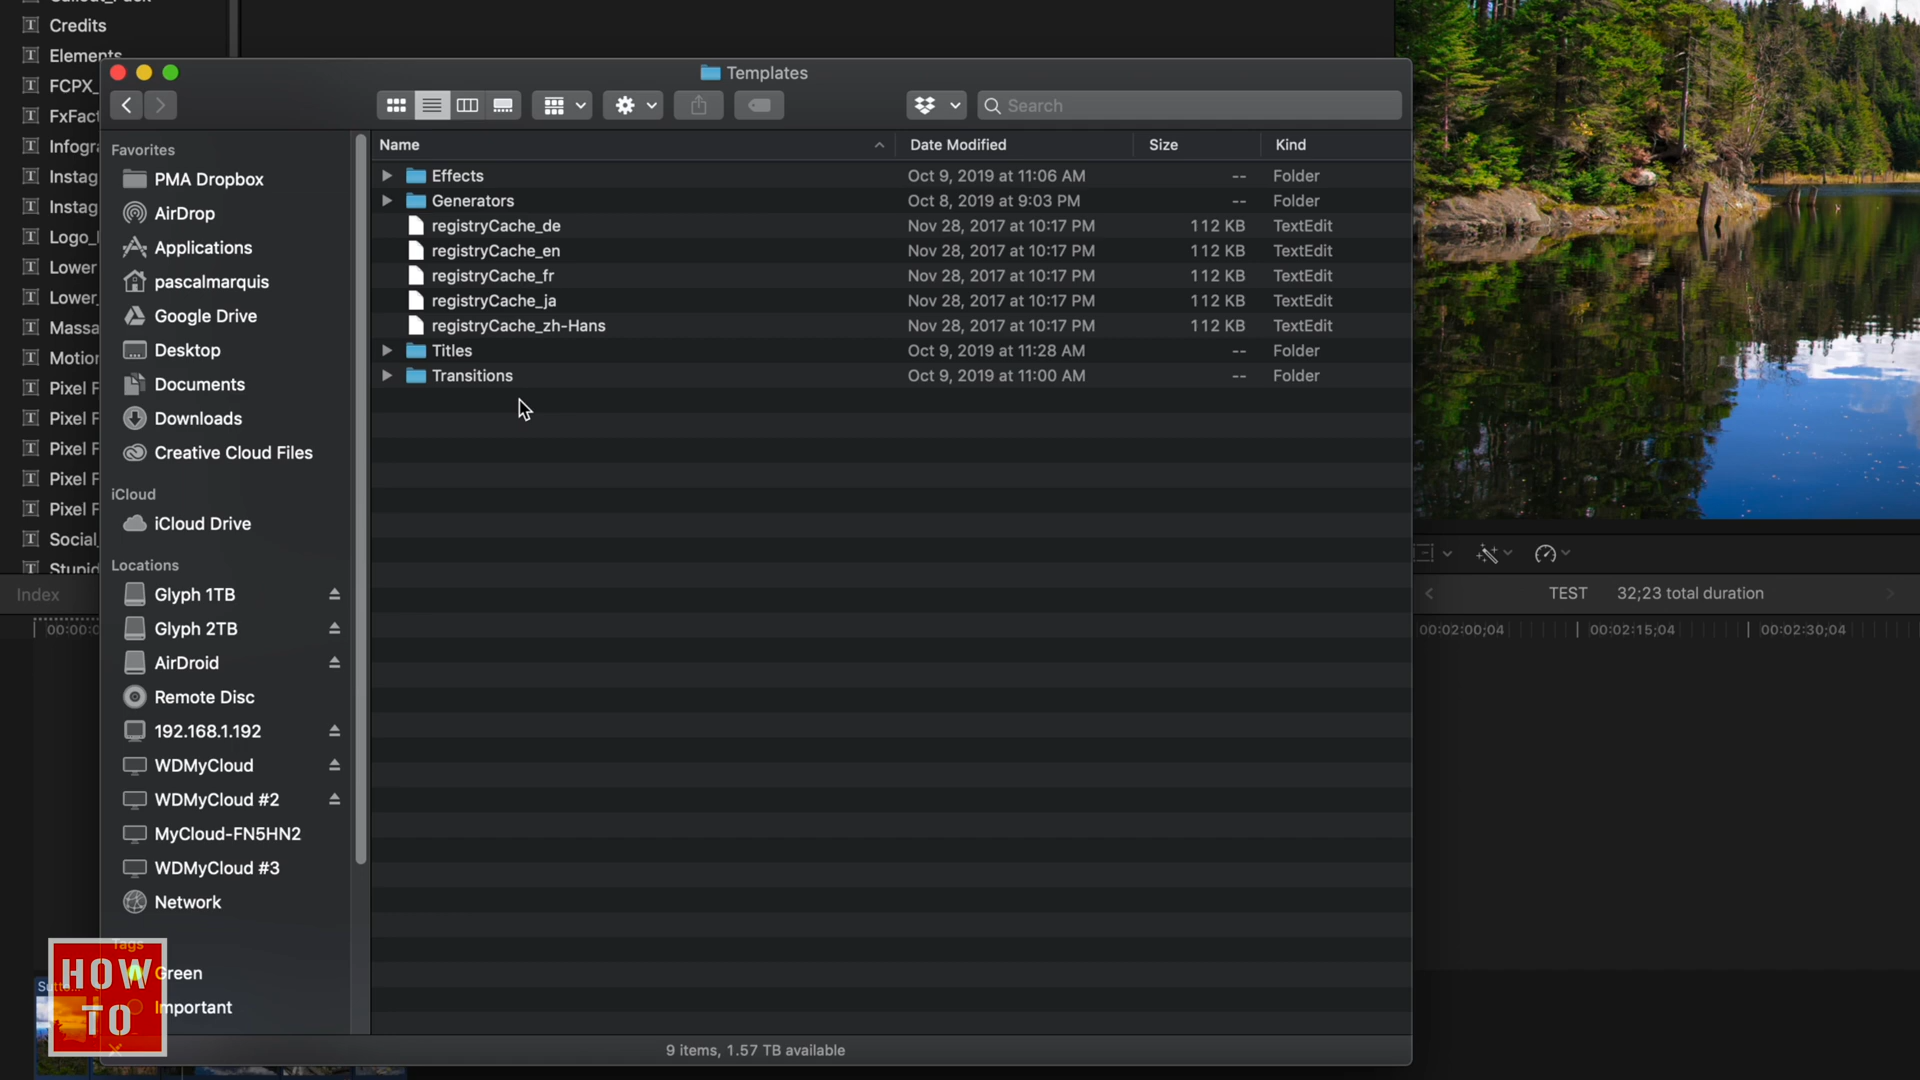 Credits
Elements
FCPX_
FxFact
Infogra
Instag
Instag
Logo_
Lower
Lower_
Massa
Motion
Pixel F
Pixel F
Pixel F
Pixel F
Pixel F
Social_
Stupid
Index
00:00:0
Templates
Search
Favorites
PMA Dropbox
AirDrop
Applications
pascalmarquis
Google Drive
Desktop
Documents
Downloads
Creative Cloud Files
iCloud
iCloud Drive
Locations
Glyph 1TB
Glyph 2TB
AirDroid
Remote Disc
192.168.1.192
WDMyCloud
WDMyCloud #2
MyCloud-FN5HN2
WDMyCloud #3
Network
Tags
Green
Important
Name Date Modified Size Kind
Effects Oct 9, 2019 at 11:06 AM -- Folder
Generators Oct 8, 2019 at 9:03 PM -- Folder
registryCache_de Nov 28, 2017 at 10:17 PM 112 KB TextEdit
registryCache_en Nov 28, 2017 at 10:17 PM 112 KB TextEdit
registryCache_fr Nov 28, 2017 at 10:17 PM 112 KB TextEdit
registryCache_ja Nov 28, 2017 at 10:17 PM 112 KB TextEdit
registryCache_zh-Hans Nov 28, 2017 at 10:17 PM 112 KB TextEdit
Titles Oct 9, 2019 at 11:28 AM -- Folder
Transitions Oct 9, 2019 at 11:00 AM -- Folder
9 items, 1.57 TB available
TEST 32;23 total duration
00:02:00;04 00:02:15;04 00:02:30;04
HOW
TO